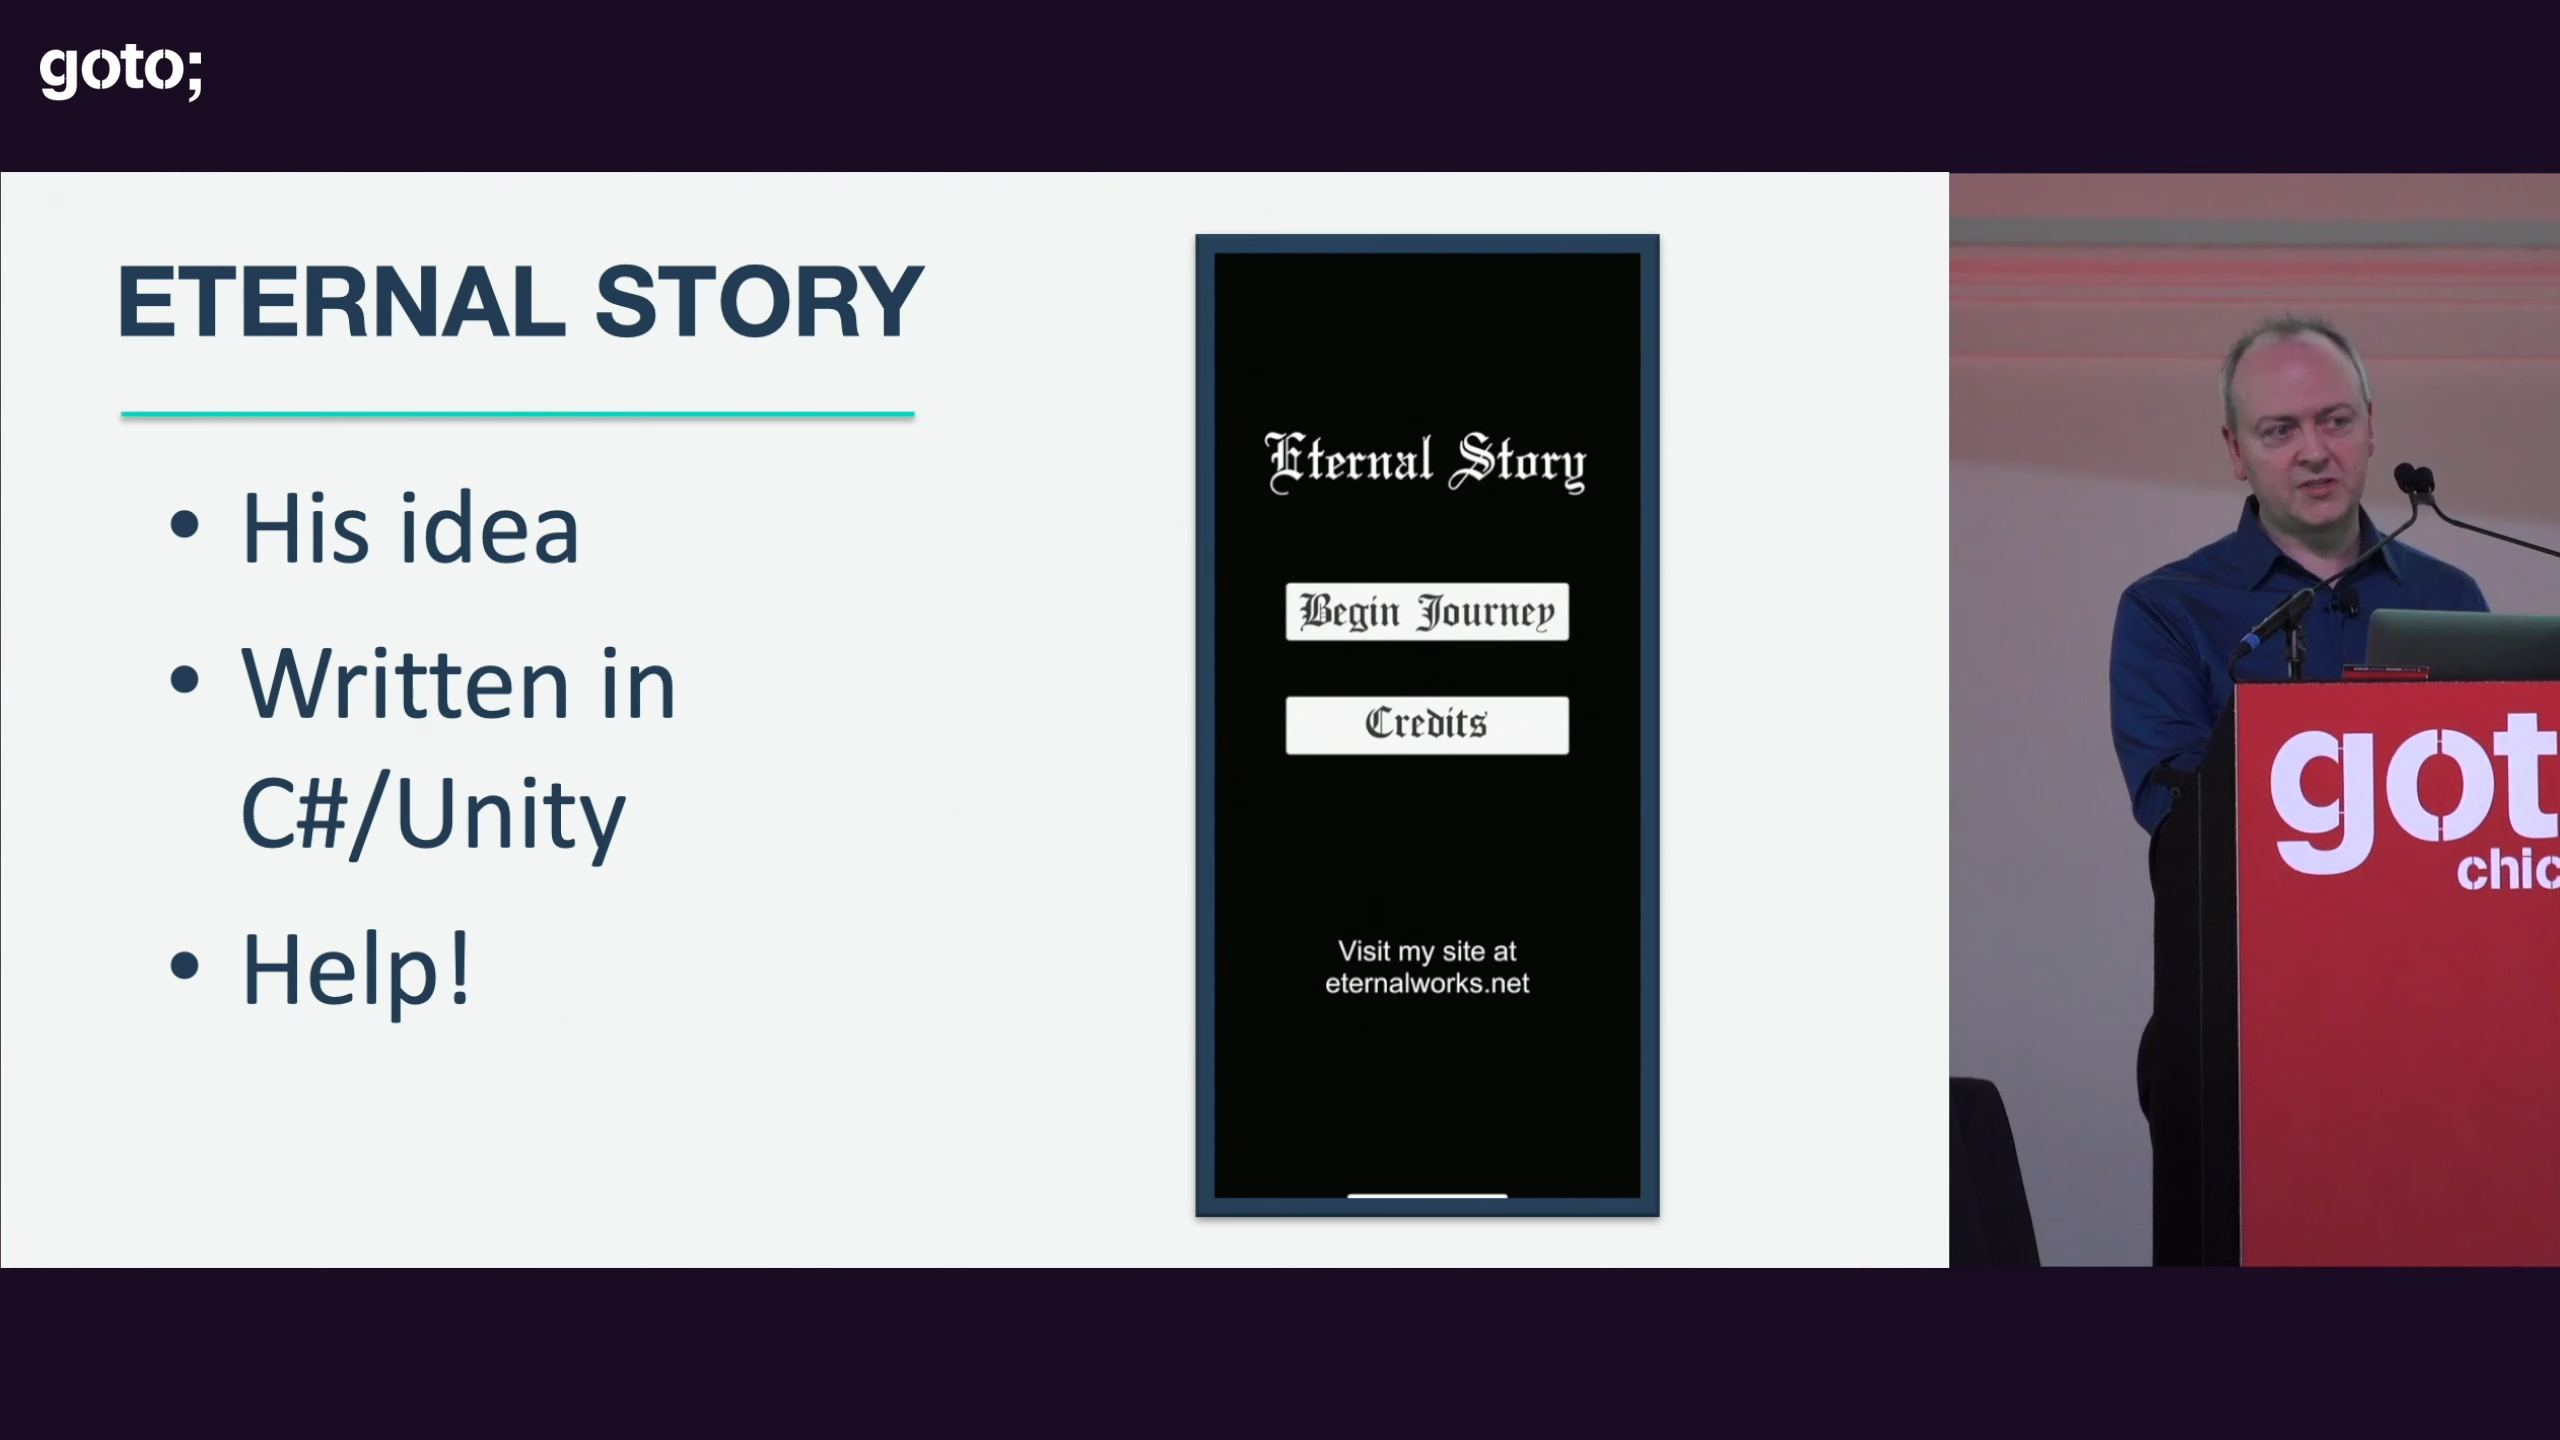 goto;
ETERNAL STORY
• His idea
• Written in
C#/Unity
• Help!
Eternal Story
Begin Journey
Credits
Visit my site at
eternalworks.net
got
chic